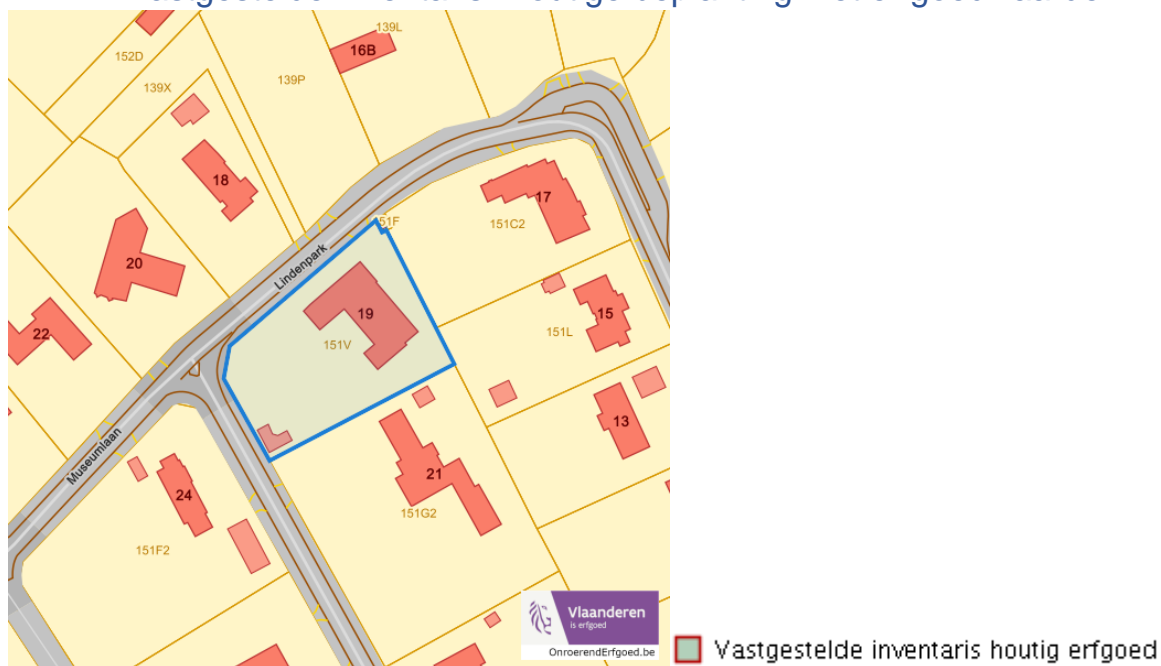 139L
152D
16B
139P
139X
18
17
151F
151C2
20
Lindenpark
19
15
22
151L
151V
13
Museumlaan
21
24
151G2
151F2
Vlaanderen
is erfgoed
OnroerendErfgoed.be
Vastgestelde inventaris houtig erfgoed